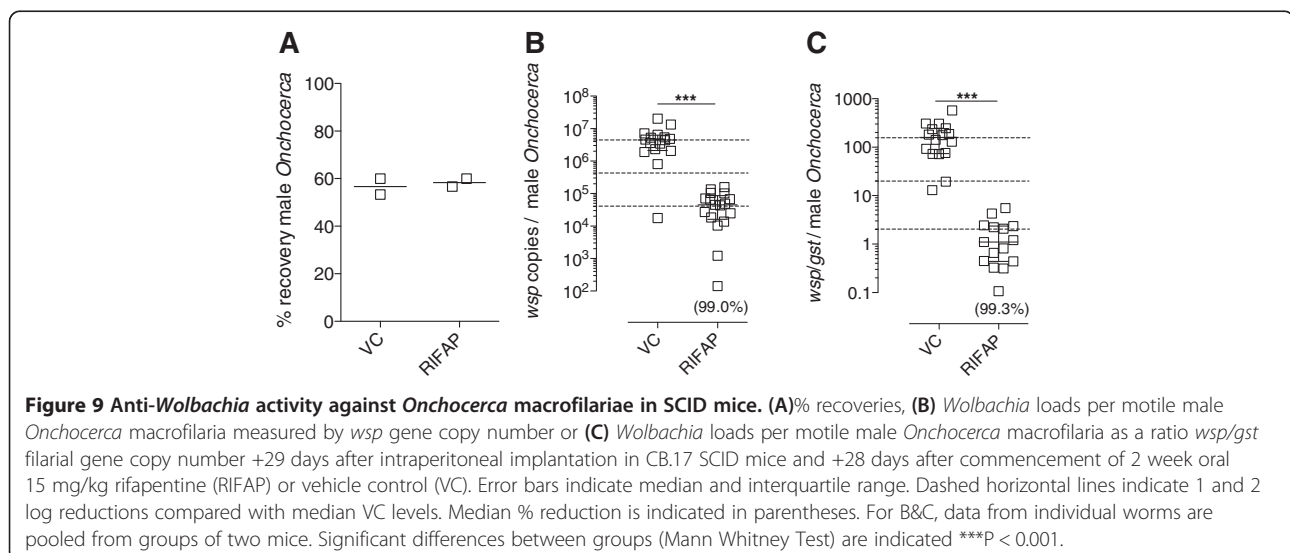 A
% recovery male Onchocerca
100
80
60
40
20
0
VC
RIFAP
B
wsp copies / male Onchocerca
10^8
10^7
10^6
10^5
10^4
10^3
10^2
***
(99.0%)
VC
RIFAP
C
wsp/gst / male Onchocerca
1000
100
10
1
0.1
***
(99.3%)
VC
RIFAP
Figure 9 Anti-Wolbachia activity against Onchocerca macrofilariae in SCID mice. (A)% recoveries, (B) Wolbachia loads per motile male
Onchocerca macrofilaria measured by wsp gene copy number or (C) Wolbachia loads per motile male Onchocerca macrofilaria as a ratio wsp/gst
filarial gene copy number +29 days after intraperitoneal implantation in CB.17 SCID mice and +28 days after commencement of 2 week oral
15 mg/kg rifapentine (RIFAP) or vehicle control (VC). Error bars indicate median and interquartile range. Dashed horizontal lines indicate 1 and 2
log reductions compared with median VC levels. Median % reduction is indicated in parentheses. For B&C, data from individual worms are
pooled from groups of two mice. Significant differences between groups (Mann Whitney Test) are indicated ***P < 0.001.